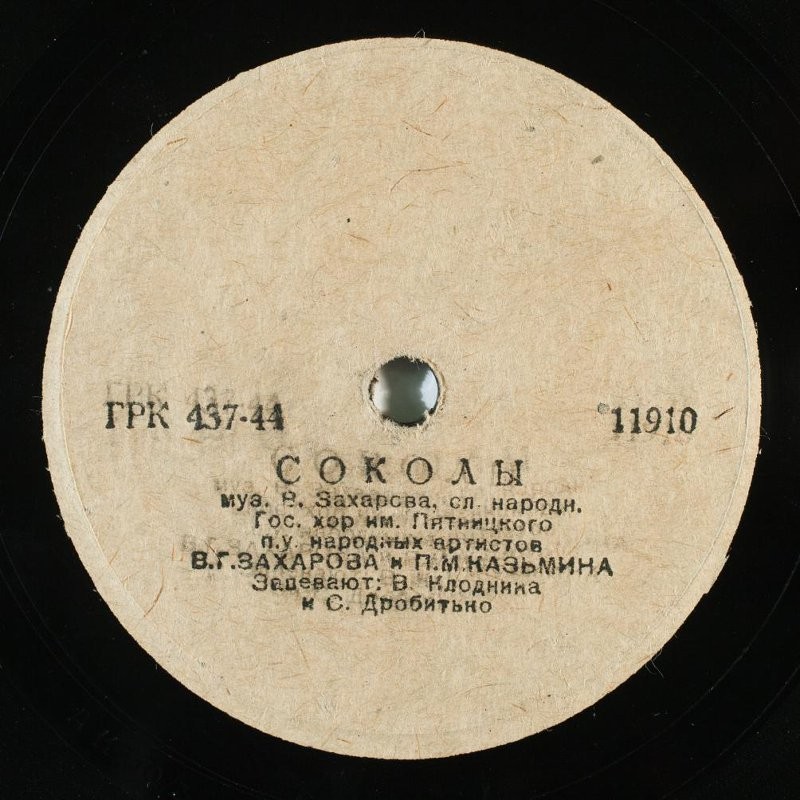 ГРК 437-44 11910
СОКОЛЫ
муз. В. Захарова, сл. народн.
Гос. хор им. Пятницкого
п.у. народных артистов
В.Г.ЗАХАРОВА и П.М.КАЗЬМИНА
Запевают: В. Клоднина
и С. Дробитько